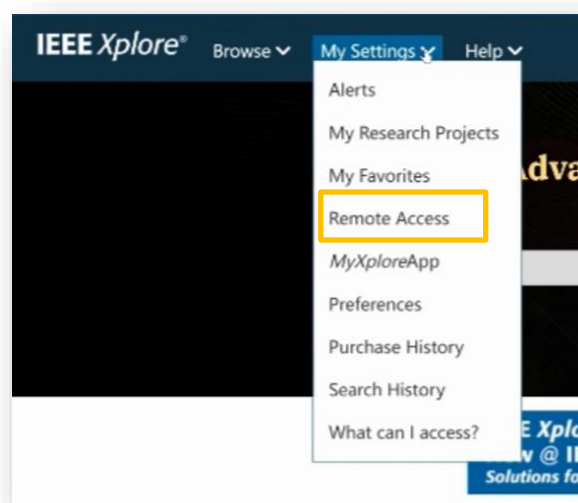 IEEE Xplore® Browse My Settings Help
Alerts
My Research Projects
My Favorites
Remote Access
MyXploreApp
Preferences
Purchase History
Search History
What can I access?
@
Solutions